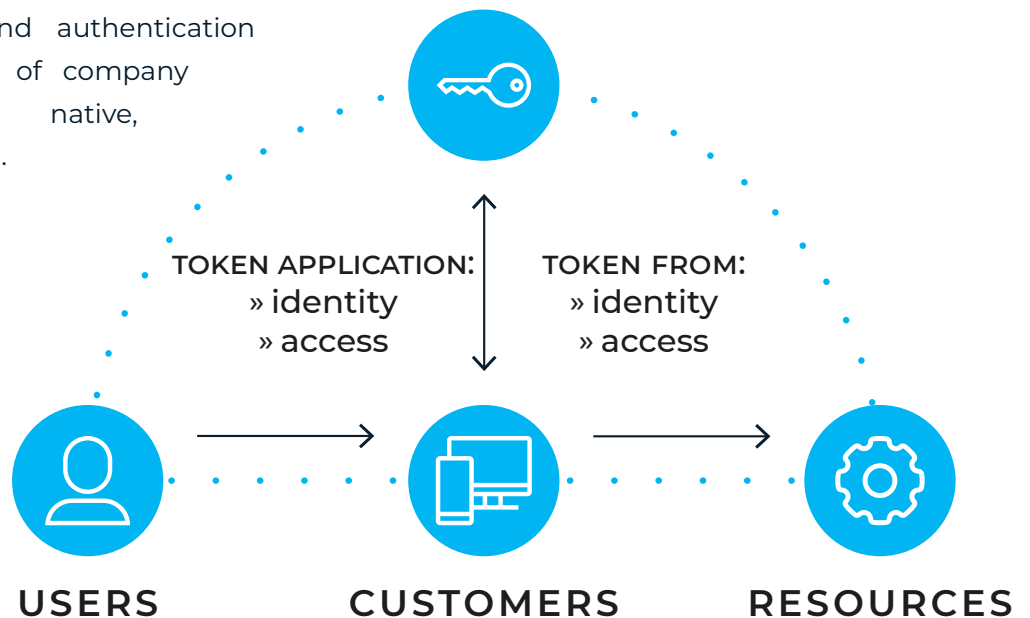 nd authentication
of company
native,
.
TOKEN APPLICATION:
» identity
» access
TOKEN FROM:
» identity
» access
USERS
CUSTOMERS
RESOURCES